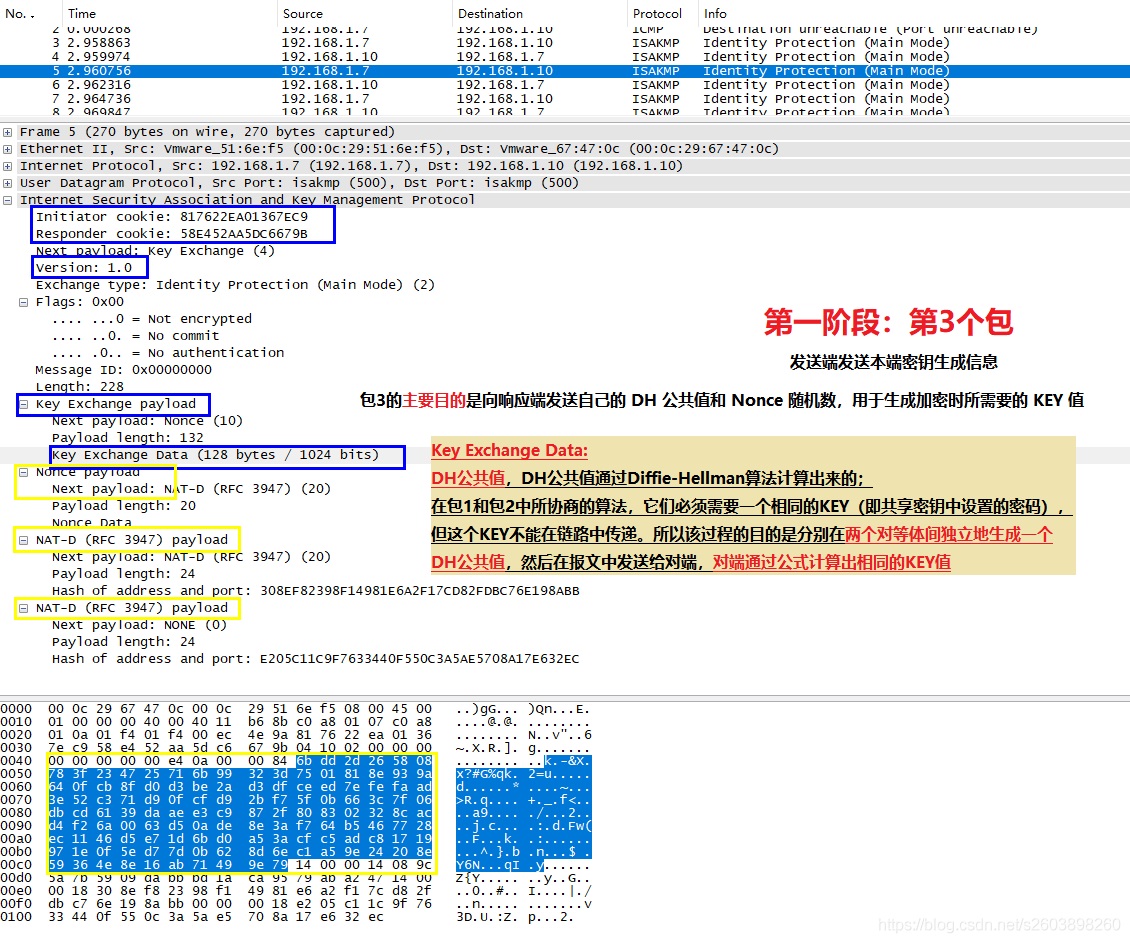 No. . Time Source Destination Protocol Info
2 0.000268 192.168.1.7 192.168.1.10 ICMP Destination unreachable (Port unreachable)
3 2.958863 192.168.1.7 192.168.1.10 ISAKMP Identity Protection (Main Mode)
4 2.959974 192.168.1.10 192.168.1.7 ISAKMP Identity Protection (Main Mode)
5 2.960756 192.168.1.7 192.168.1.10 ISAKMP Identity Protection (Main Mode)
6 2.962316 192.168.1.10 192.168.1.7 ISAKMP Identity Protection (Main Mode)
7 2.964736 192.168.1.7 192.168.1.10 ISAKMP Identity Protection (Main Mode)
8 2.969847 192.168.1.10 192.168.1.7 ISAKMP Identity Protection (Main Mode)
Frame 5 (270 bytes on wire, 270 bytes captured)
Ethernet II, Src: Vmware_51:6e:f5 (00:0c:29:51:6e:f5), Dst: Vmware_67:47:0c (00:0c:29:67:47:0c)
Internet Protocol, Src: 192.168.1.7 (192.168.1.7), Dst: 192.168.1.10 (192.168.1.10)
User Datagram Protocol, Src Port: isakmp (500), Dst Port: isakmp (500)
Internet Security Association and Key Management Protocol
Initiator cookie: 817622EA01367EC9
Responder cookie: 58E452AA5DC6679B
Next payload: Key Exchange (4)
Version: 1.0
Exchange type: Identity Protection (Main Mode) (2)
Flags: 0x00
.... ...0 = Not encrypted
.... ..0. = No commit
.... .0.. = No authentication
Message ID: 0x00000000
Length: 228
Key Exchange payload
Next payload: Nonce (10)
Payload length: 132
Key Exchange Data (128 bytes / 1024 bits)
Nonce payload
Next payload: NAT-D (RFC 3947) (20)
Payload length: 20
Nonce Data
NAT-D (RFC 3947) payload
Next payload: NAT-D (RFC 3947) (20)
Payload length: 24
Hash of address and port: 308EF82398F14981E6A2F17CD82FDBC76E198ABB
NAT-D (RFC 3947) payload
Next payload: NONE (0)
Payload length: 24
Hash of address and port: E205C11C9F7633440F550C3A5AE5708A17E632EC
第一阶段：第3个包
发送端发送本端密钥生成信息
包3的主要目的是向响应端发送自己的 DH 公共值和 Nonce 随机数，用于生成加密时所需要的 KEY 值
Key Exchange Data:
DH公共值，DH公共值通过Diffie-Hellman算法计算出来的；
在包1和包2中所协商的算法，它们必须需要一个相同的KEY（即共享密钥中设置的密码），
但这个KEY不能在链路中传递。所以该过程的目的是分别在两个对等体间独立地生成一个
DH公共值，然后在报文中发送给对端，对端通过公式计算出相同的KEY值
0000 00 0c 29 67 47 0c 00 0c 29 51 6e f5 08 00 45 00 ..)gG... )Qn...E.
0010 01 00 00 00 40 00 40 11 b6 8b c0 a8 01 07 c0 a8 ....@.@. ........
0020 01 0a 01 f4 01 f4 00 ec 4e 9a 81 76 22 ea 01 36 ........ N..v"..6
0030 7e c9 58 e4 52 aa 5d c6 67 9b 04 10 02 00 00 00 ~.X.R.]. g.......
0040 00 00 00 00 00 e4 0a 00 00 84 6b dd 2d 26 58 08 ........ ..k.-&X.
0050 78 3f 23 47 25 71 6b 99 32 3d 75 01 81 8e 93 9a x?#G%qk. 2=u.....
0060 64 0f cb 8f d0 d3 be 2a d3 df ce ed 7e fe fa ad d......* ....~...
0070 3e 52 c3 71 d9 0f cf d9 2b f7 5f 0b 66 3c 7f 06 >R.q.... +._.f<..
0080 db cd 61 39 da ae e3 c9 87 2f 80 83 02 32 8c ac ..a9.... ./...2..
0090 d4 f2 6a 00 63 d5 0a de 8e 3a f7 64 b5 46 77 28 ..j.c... .:.d.Fw(
00a0 ec 11 46 d5 e7 1d 6b d0 a5 3a cf c5 ad c8 17 19 ..F...k. .:......
00b0 97 1e 0f 5e d7 7d 0b 62 8d 6e c1 a5 9e 24 20 8e ...^.}.b .n...$ .
00c0 59 36 4e 8e 16 ab 71 49 9e 79 14 00 00 14 08 9c Y6N...qI .y......
5a 7b 59 09 da bb bd 1a ca 95 79 ab a2 47 14 00 Z{Y..... ..y..G..
00e0 00 18 30 8e f8 23 98 f1 49 81 e6 a2 f1 7c d8 2f ..0..#.. I....|./
00f0 db c7 6e 19 8a bb 00 00 00 18 e2 05 c1 1c 9f 76 ..n..... .......v
0100 33 44 0f 55 0c 3a 5a e5 70 8a 17 e6 32 ec 3D.U.:Z. p...2.
https://blog.csdn.net/s2603898260